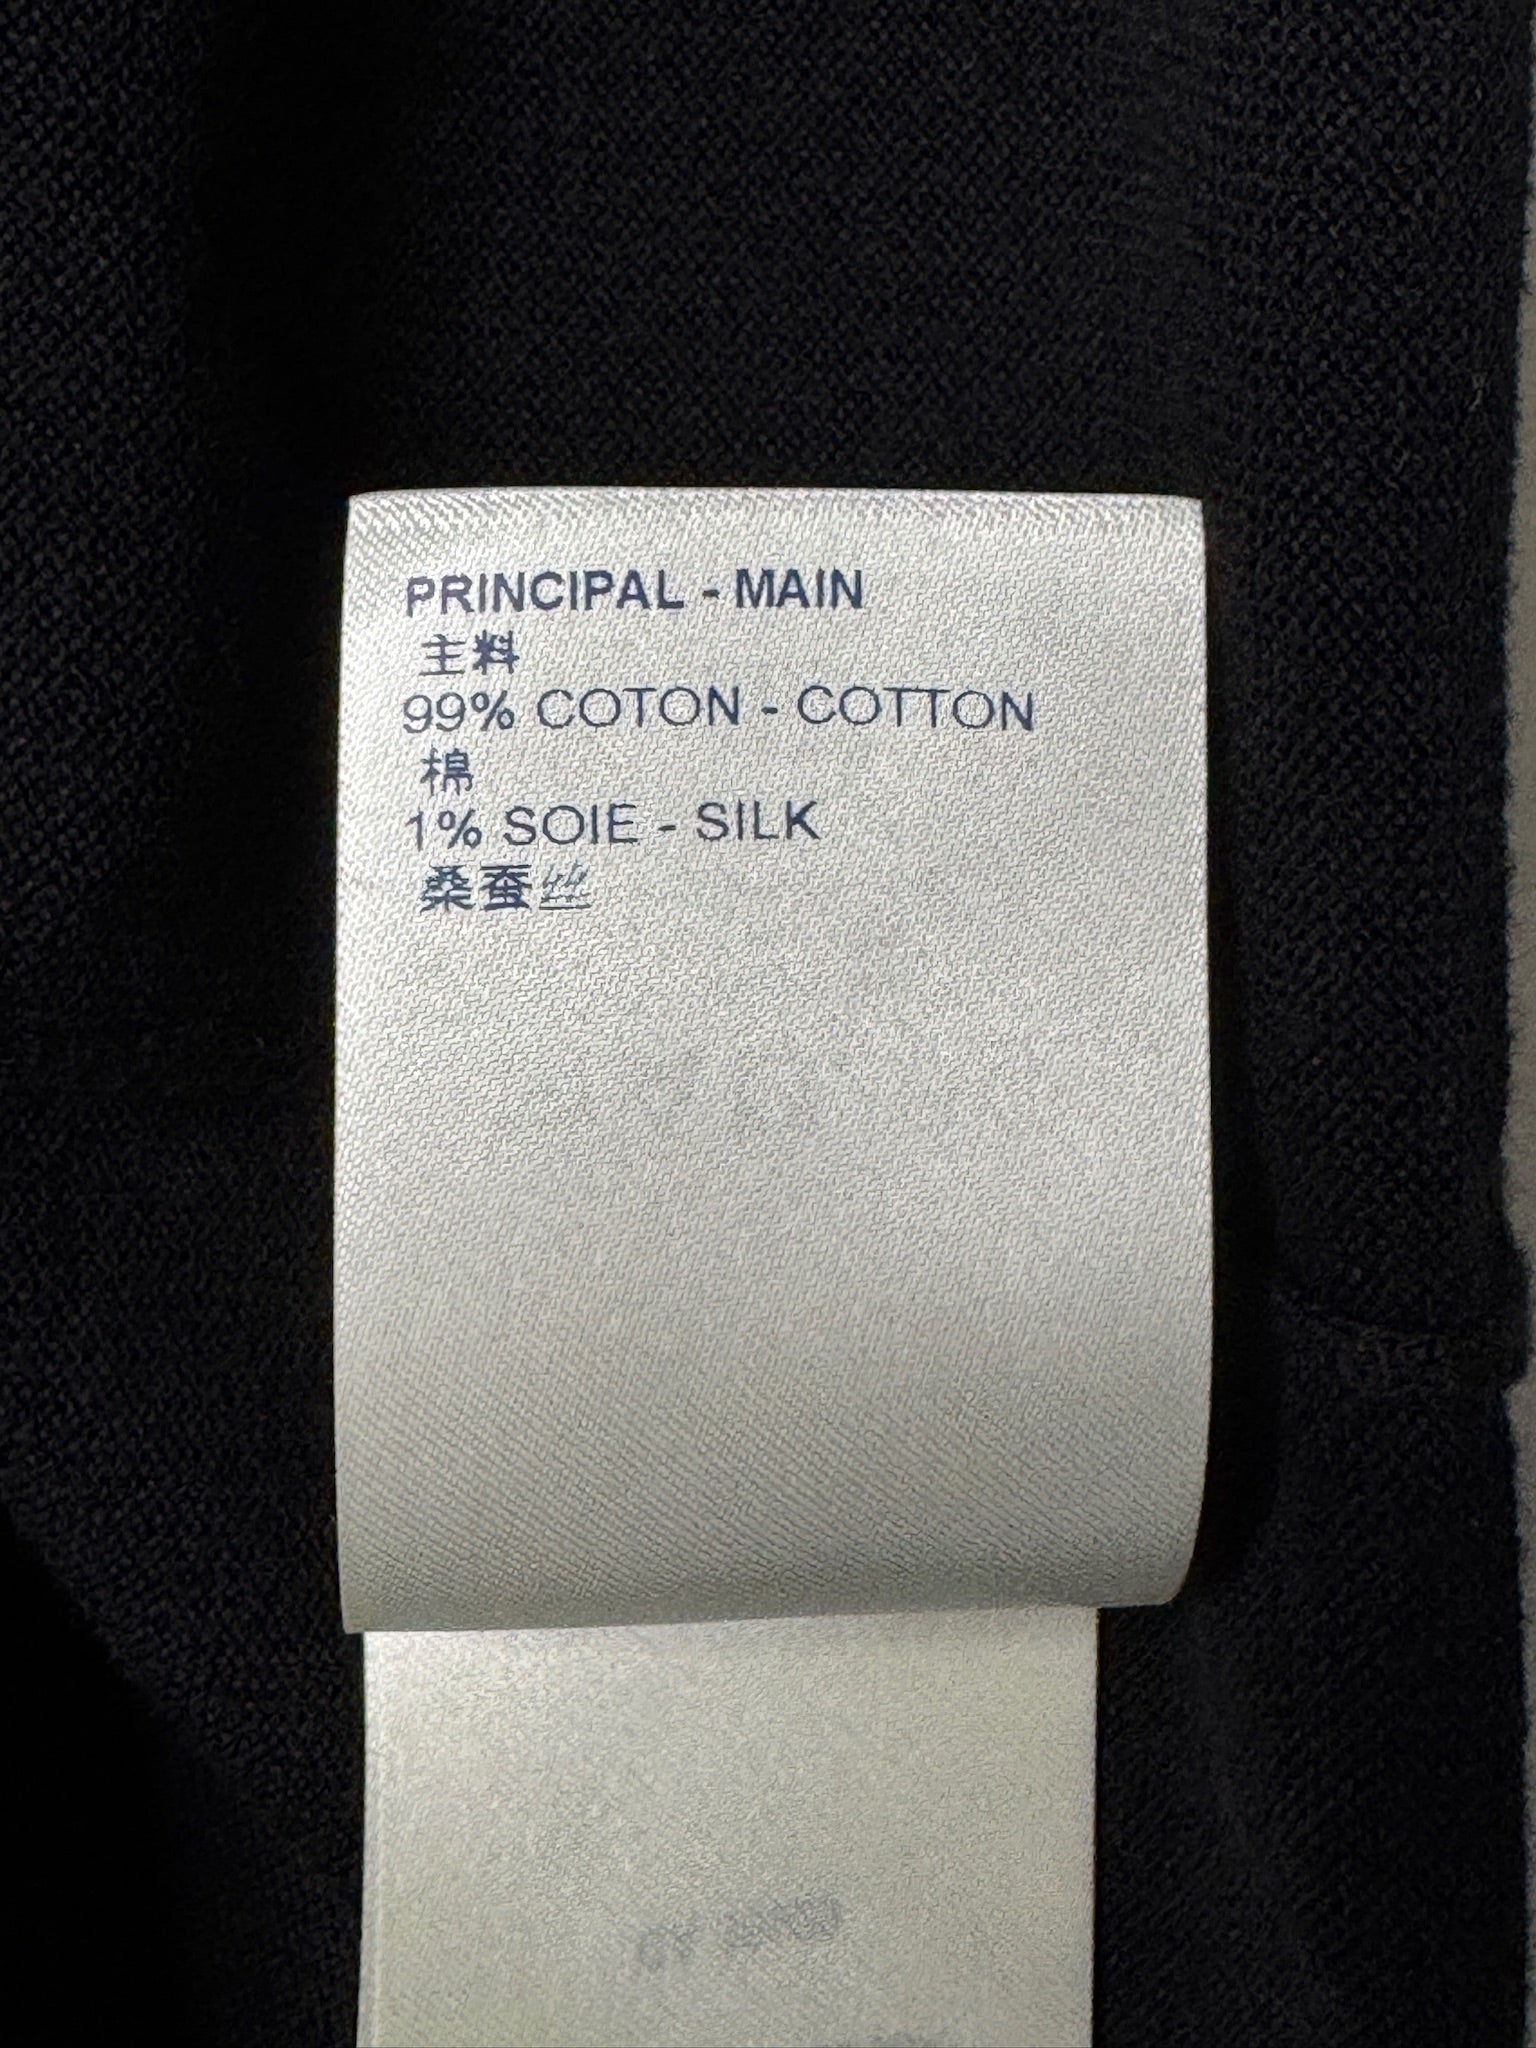 PRINCIPAL - MAIN
主料
99% COTON - COTTON
棉
1% SOIE - SILK
桑蚕丝